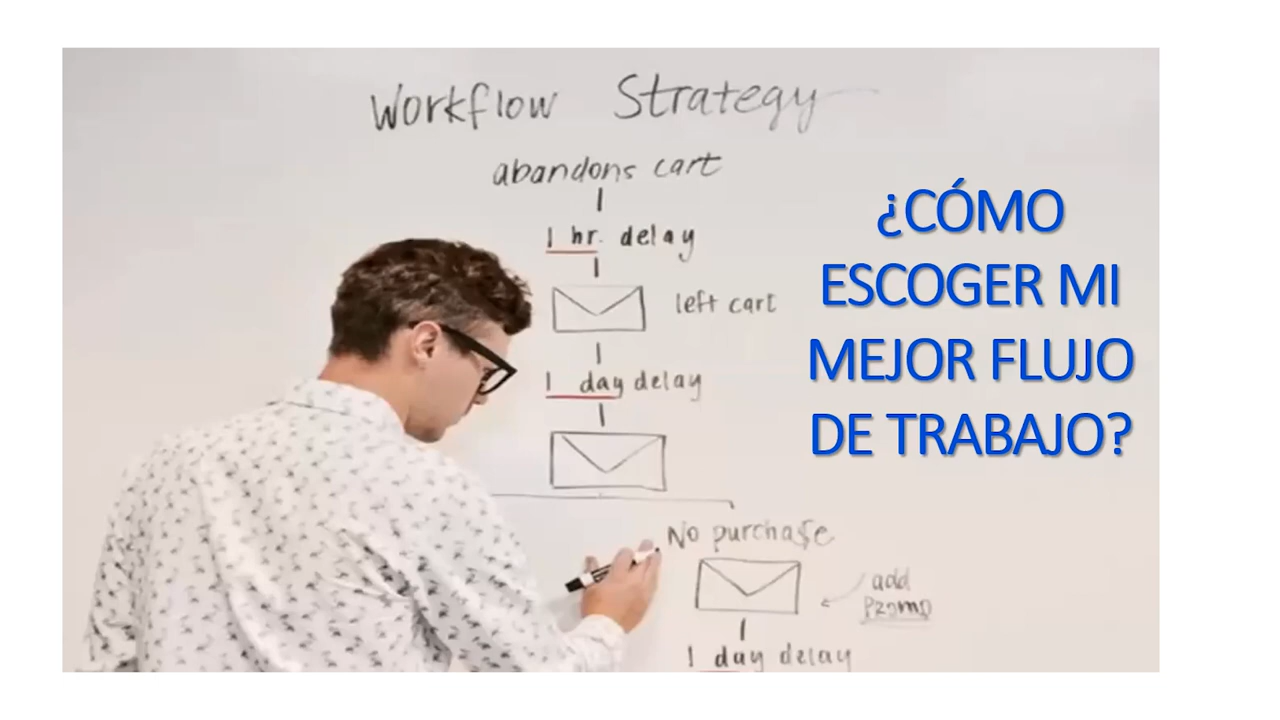 Workflow Strategy
abandons cart
1 hr. delay
left cart
1 day delay
No purchase
add
Promo
1 day delay
¿CÓMO
ESCOGER MI
MEJOR FLUJO
DE TRABAJO?